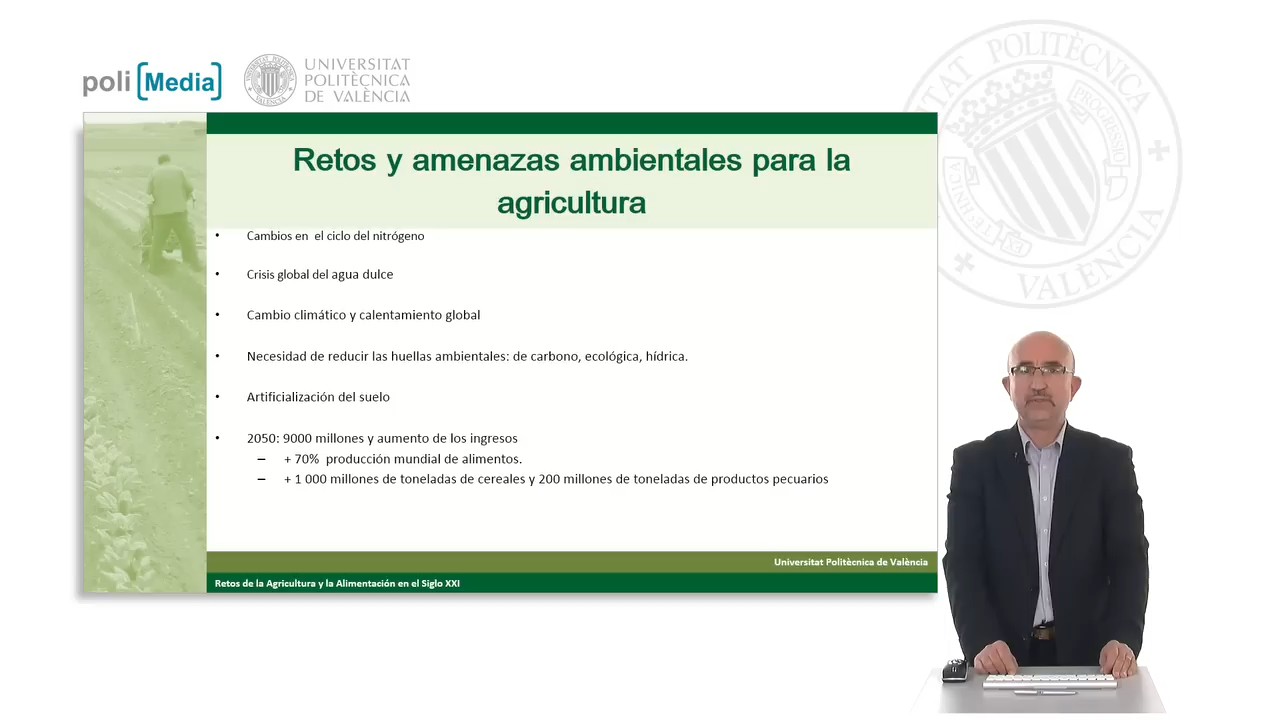 poli [Media]
UNIVERSITAT
POLITÈCNICA
DE VALÈNCIA
Retos y amenazas ambientales para la
agricultura
• Cambios en el ciclo del nitrógeno
• Crisis global del agua dulce
• Cambio climático y calentamiento global
• Necesidad de reducir las huellas ambientales: de carbono, ecológica, hídrica.
• Artificialización del suelo
• 2050: 9000 millones y aumento de los ingresos
– + 70% producción mundial de alimentos.
– + 1 000 millones de toneladas de cereales y 200 millones de toneladas de productos pecuarios
Universitat Politècnica de València
Retos de la Agricultura y la Alimentación en el Siglo XXI
POLITÈCNICA
VALÈNCIA